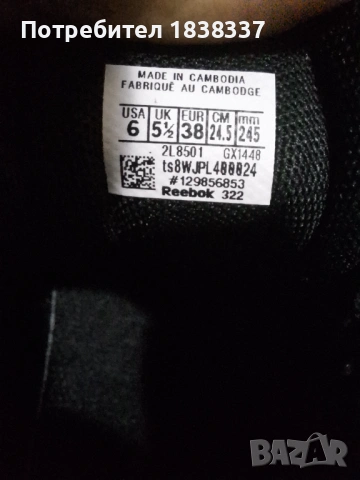 Потребител 1838337
MADE IN CAMBODIA
FABRIQUÉ AU CAMBODGE
USA UK EUR CM mm
6 5½ 38 24.5 245
2L8501 GX1448
#129856853
Reebok 322
BAZAR